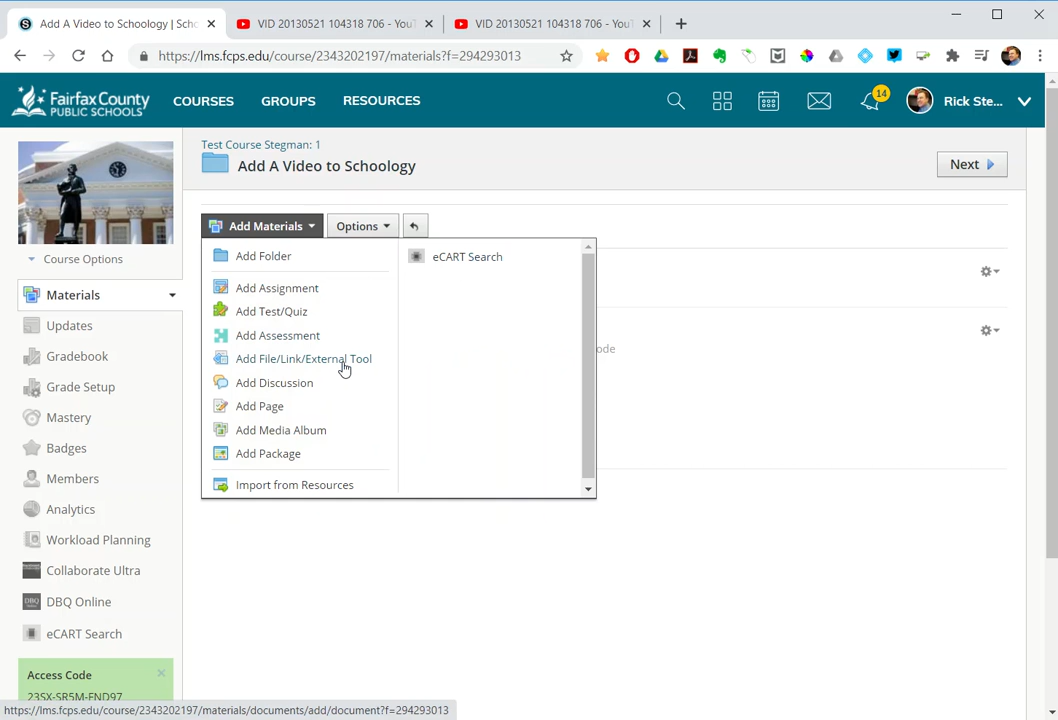 Add A Video to Schoology | Scho
VID 20130521 104318 706 - YouT
VID 20130521 104318 706 - YouT
https://lms.fcps.edu/course/2343202197/materials?f=294293013
Fairfax County
PUBLIC SCHOOLS
COURSES
GROUPS
RESOURCES
14
Rick Ste...
Test Course Stegman: 1
Add A Video to Schoology
Next
Course Options
Materials
Updates
Gradebook
Grade Setup
Mastery
Badges
Members
Analytics
Workload Planning
Collaborate Ultra
DBQ
DBQ Online
eCART Search
Access Code
23SX-SR5M-FND97
Add Materials
Options
Add Folder
Add Assignment
Add Test/Quiz
Add Assessment
Add File/Link/External Tool
Add Discussion
Add Page
Add Media Album
Add Package
Import from Resources
eCART Search
ode
https://lms.fcps.edu/course/2343202197/materials/documents/add/document?f=294293013